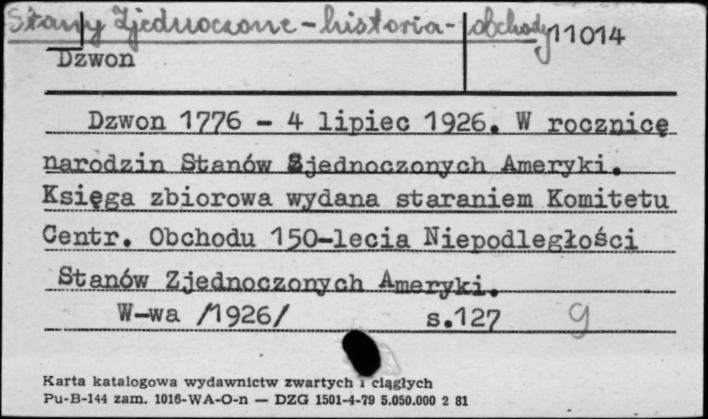 Stany Zjednoczone - historia - obchody 11014
Dzwon
Dzwon 1776 - 4 lipiec 1926. W rocznicę
narodzin Stanów Zjednoczonych Ameryki.
Księga zbiorowa wydana staraniem Komitetu
Centr. Obchodu 150-lecia Niepodległości
Stanów Zjednoczonych Ameryki.
W-wa /1926/ s.127 g
Karta katalogowa wydawnictw zwartych i ciągłych
Pu-B-144 zam. 1016-WA-O-n — DZG 1501-4-79 5.050.000 2 81